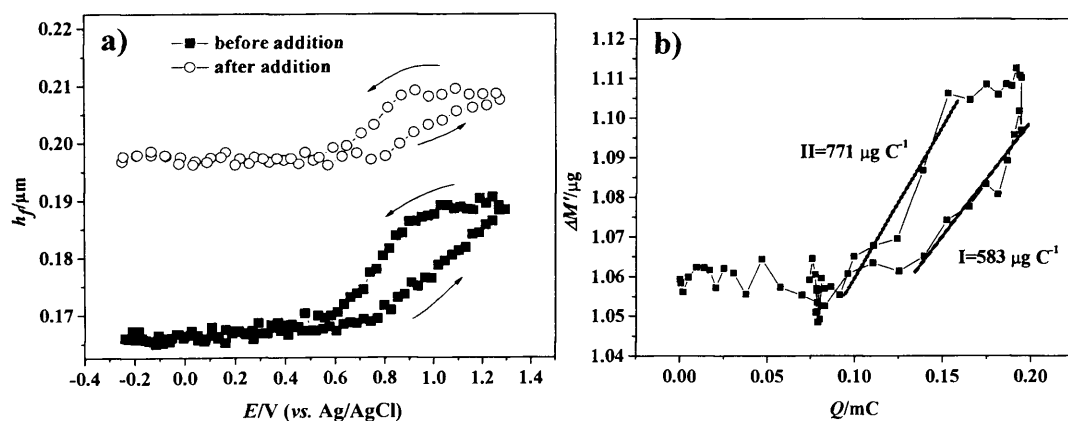 a)
before addition
after addition
0.22
0.21
0.20
0.19
0.18
0.17
h_f/μm
-0.4 -0.2 0.0 0.2 0.4 0.6 0.8 1.0 1.2 1.4
E/V (vs. Ag/AgCl)
b)
1.12
1.11
1.10
1.09
1.08
1.07
1.06
1.05
1.04
ΔM'/μg
II=771 μg C⁻¹
I=583 μg C⁻¹
0.00 0.05 0.10 0.15 0.20
Q/mC